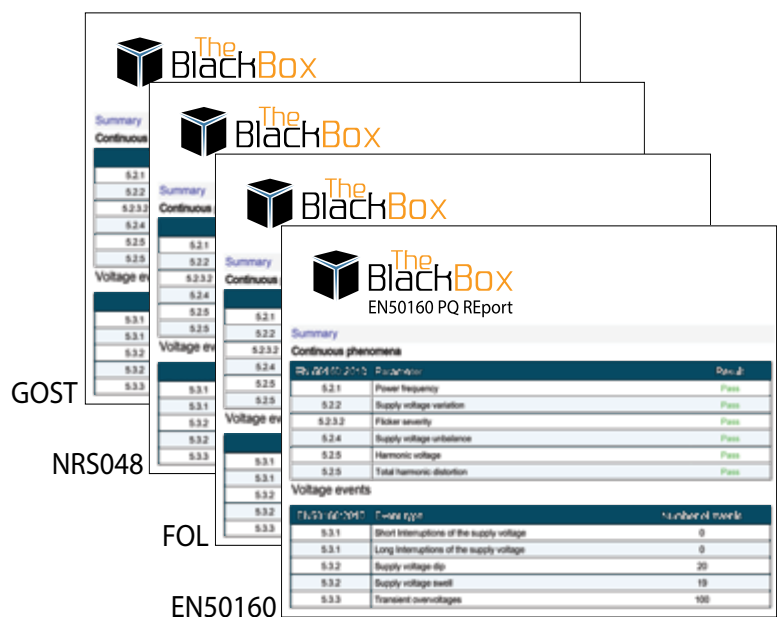 The
BlackBox
Summary
Continuous
5.2.1
5.2.2
5.2.3.2
5.2.4
5.2.5
5.2.5
Voltage ev
5.3.1
5.3.1
5.3.2
5.3.2
5.3.3
GOST
The
BlackBox
Summary
Continuous
5.2.1
5.2.2
5.2.3.2
5.2.4
5.2.5
5.2.5
Voltage ev
5.3.1
5.3.1
5.3.2
5.3.2
5.3.3
NRS048
The
BlackBox
Summary
Continuous
5.2.1
5.2.2
5.2.3.2
5.2.4
5.2.5
5.2.5
Voltage ev
5.3.1
5.3.1
5.3.2
5.3.2
5.3.3
FOL
The
BlackBox
EN50160 PQ REport
Summary
Continuous phenomena
EN 50160:2010 Parameter Result
5.2.1 Power frequency Pass
5.2.2 Supply voltage variation Pass
5.2.3.2 Flicker severity Pass
5.2.4 Supply voltage unbalance Pass
5.2.5 Harmonic voltage Pass
5.2.5 Total harmonic distortion Pass
Voltage events
EN50160:2010 Event type Number of events
5.3.1 Short Interruptions of the supply voltage 0
5.3.1 Long Interruptions of the supply voltage 0
5.3.2 Supply voltage dip 20
5.3.2 Supply voltage swell 19
5.3.3 Transient overvoltages 100
EN50160